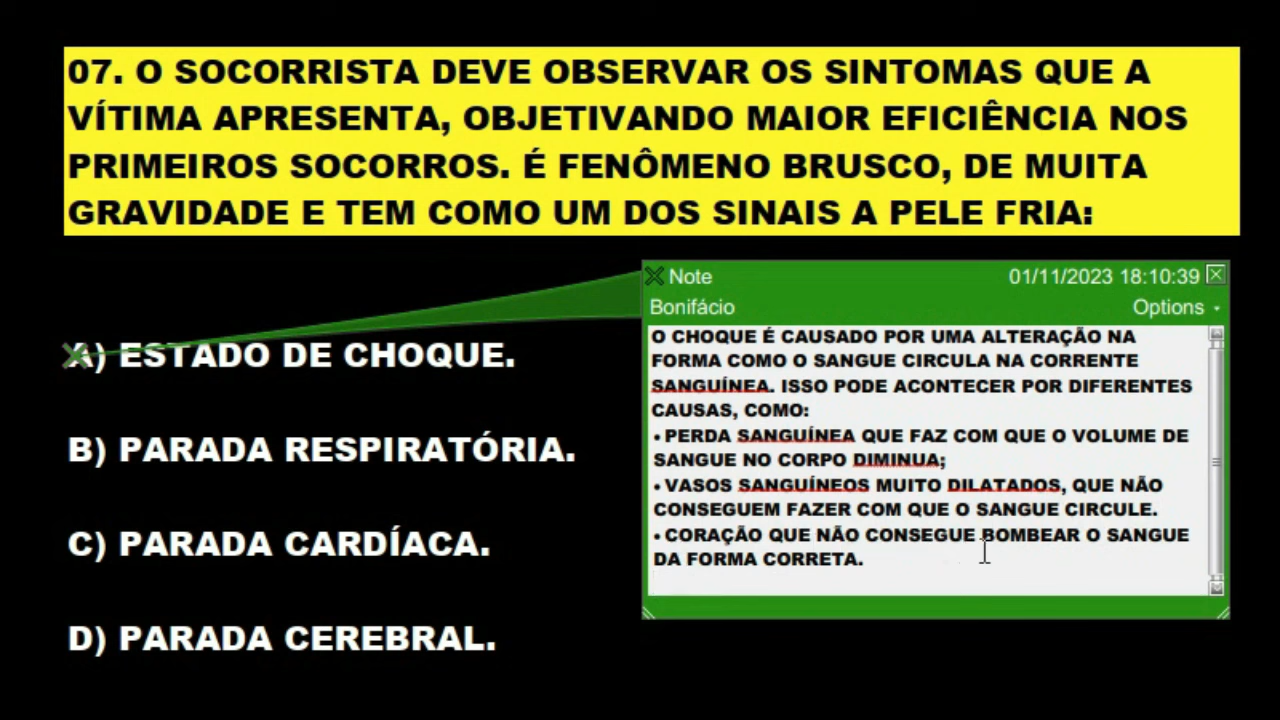 07. O SOCORRISTA DEVE OBSERVAR OS SINTOMAS QUE A
VÍTIMA APRESENTA, OBJETIVANDO MAIOR EFICIÊNCIA NOS
PRIMEIROS SOCORROS. É FENÔMENO BRUSCO, DE MUITA
GRAVIDADE E TEM COMO UM DOS SINAIS A PELE FRIA:
A) ESTADO DE CHOQUE.
B) PARADA RESPIRATÓRIA.
C) PARADA CARDÍACA.
D) PARADA CEREBRAL.
Note 01/11/2023 18:10:39
Bonifácio Options
O CHOQUE É CAUSADO POR UMA ALTERAÇÃO NA
FORMA COMO O SANGUE CIRCULA NA CORRENTE
SANGUÍNEA. ISSO PODE ACONTECER POR DIFERENTES
CAUSAS, COMO:
• PERDA SANGUÍNEA QUE FAZ COM QUE O VOLUME DE
SANGUE NO CORPO DIMINUA;
• VASOS SANGUÍNEOS MUITO DILATADOS, QUE NÃO
CONSEGUEM FAZER COM QUE O SANGUE CIRCULE.
• CORAÇÃO QUE NÃO CONSEGUE BOMBEAR O SANGUE
DA FORMA CORRETA.